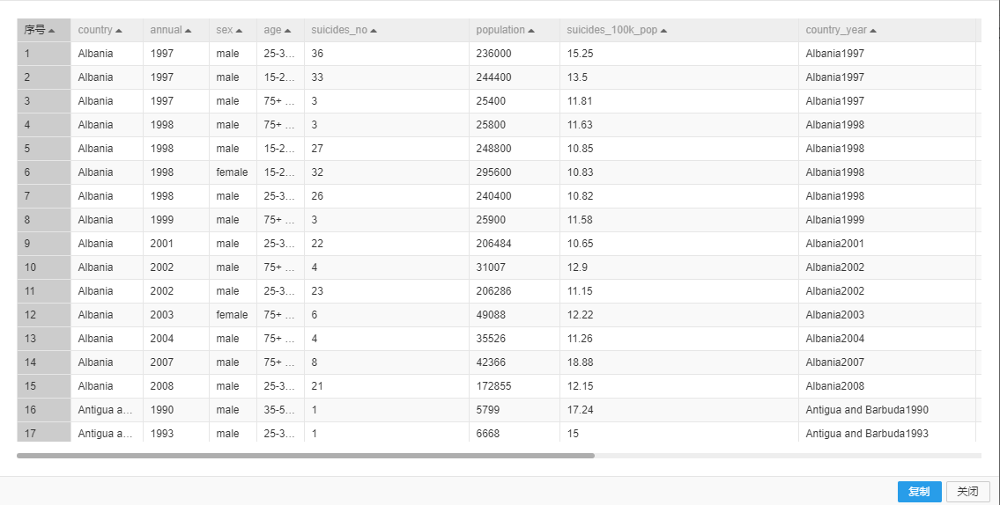 序号 country annual sex age suicides_no population suicides_100k_pop country_year
1 Albania 1997 male 25-3... 36 236000 15.25 Albania1997
2 Albania 1997 male 15-2... 33 244400 13.5 Albania1997
3 Albania 1997 male 75+ ... 3 25400 11.81 Albania1997
4 Albania 1998 male 75+ ... 3 25800 11.63 Albania1998
5 Albania 1998 male 15-2... 27 248800 10.85 Albania1998
6 Albania 1998 female 15-2... 32 295600 10.83 Albania1998
7 Albania 1998 male 25-3... 26 240400 10.82 Albania1998
8 Albania 1999 male 75+ ... 3 25900 11.58 Albania1999
9 Albania 2001 male 25-3... 22 206484 10.65 Albania2001
10 Albania 2002 male 75+ ... 4 31007 12.9 Albania2002
11 Albania 2002 male 25-3... 23 206286 11.15 Albania2002
12 Albania 2003 female 75+ ... 6 49088 12.22 Albania2003
13 Albania 2004 male 75+ ... 4 35526 11.26 Albania2004
14 Albania 2007 male 75+ ... 8 42366 18.88 Albania2007
15 Albania 2008 male 25-3... 21 172855 12.15 Albania2008
16 Antigua a... 1990 male 35-5... 1 5799 17.24 Antigua and Barbuda1990
17 Antigua a... 1993 male 25-3... 1 6668 15 Antigua and Barbuda1993
复制 关闭